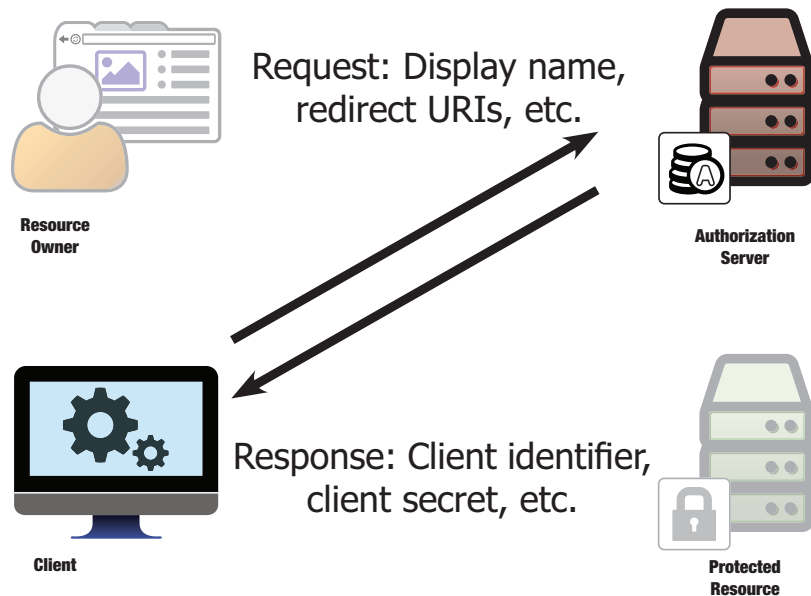 Request: Display name,
redirect URIs, etc.
A
Resource
Owner
Authorization
Server
Response: Client identifier,
client secret, etc.
Client
Protected
Resource